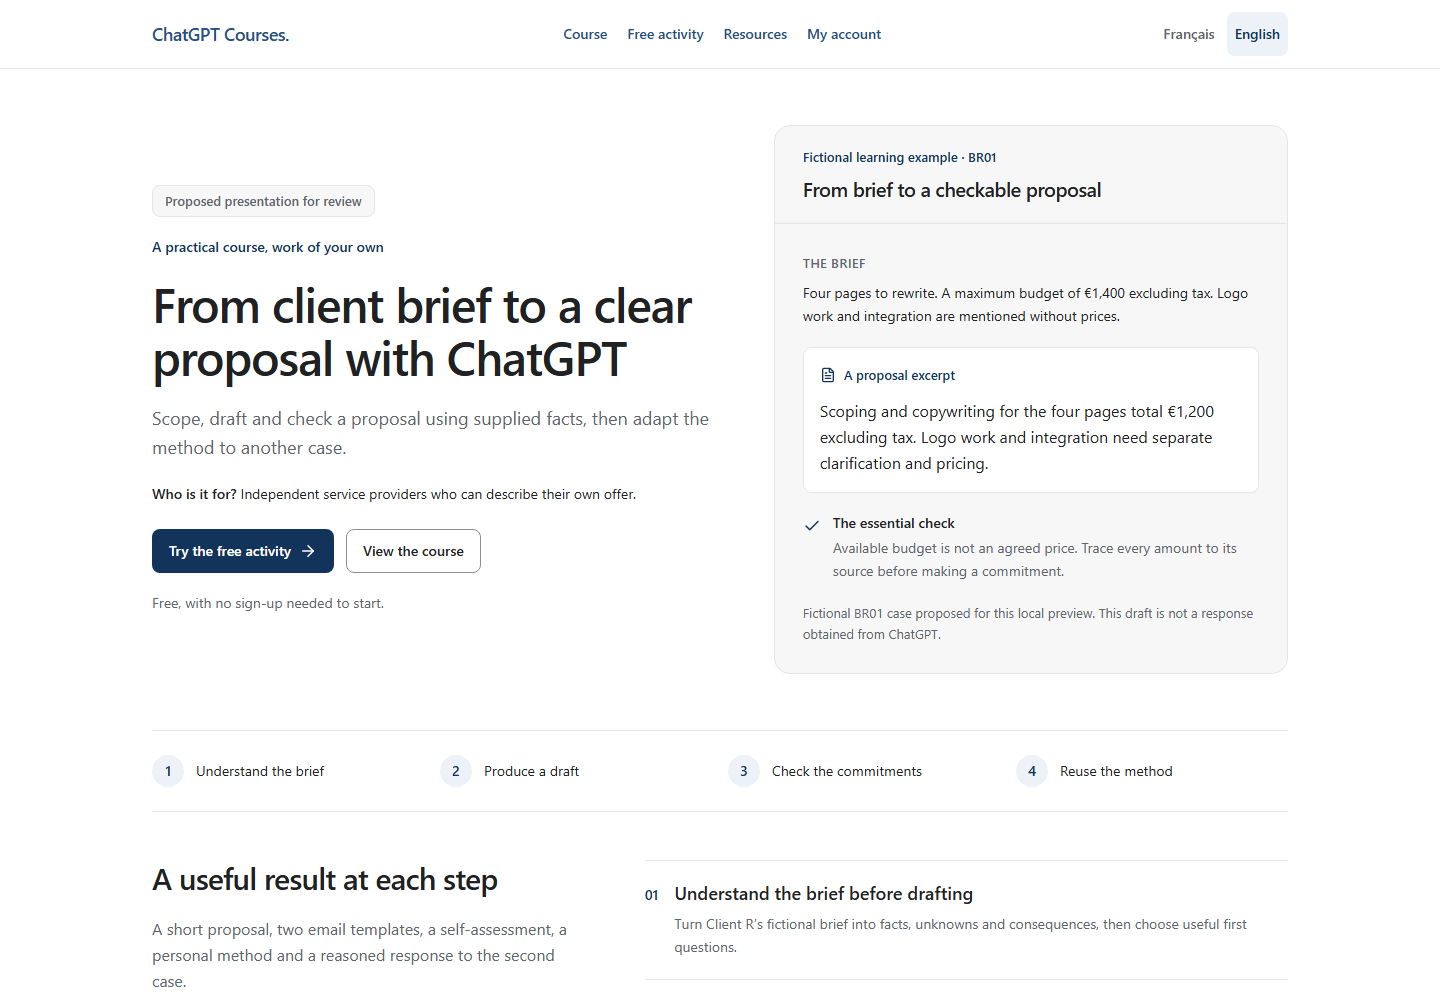 ChatGPT Courses.
Course
Free activity
Resources
My account
Français
English
Proposed presentation for review
A practical course, work of your own
From client brief to a clear
proposal with ChatGPT
Scope, draft and check a proposal using supplied facts, then adapt the
method to another case.
Who is it for? Independent service providers who can describe their own offer.
Try the free activity
View the course
Free, with no sign-up needed to start.
Fictional learning example · BR01
From brief to a checkable proposal
THE BRIEF
Four pages to rewrite. A maximum budget of €1,400 excluding tax. Logo
work and integration are mentioned without prices.
A proposal excerpt
Scoping and copywriting for the four pages total €1,200
excluding tax. Logo work and integration need separate
clarification and pricing.
The essential check
Available budget is not an agreed price. Trace every amount to its
source before making a commitment.
Fictional BR01 case proposed for this local preview. This draft is not a response
obtained from ChatGPT.
1 Understand the brief
2 Produce a draft
3 Check the commitments
4 Reuse the method
A useful result at each step
A short proposal, two email templates, a self-assessment, a
personal method and a reasoned response to the second
case.
01 Understand the brief before drafting
Turn Client R's fictional brief into facts, unknowns and consequences, then choose useful first
questions.